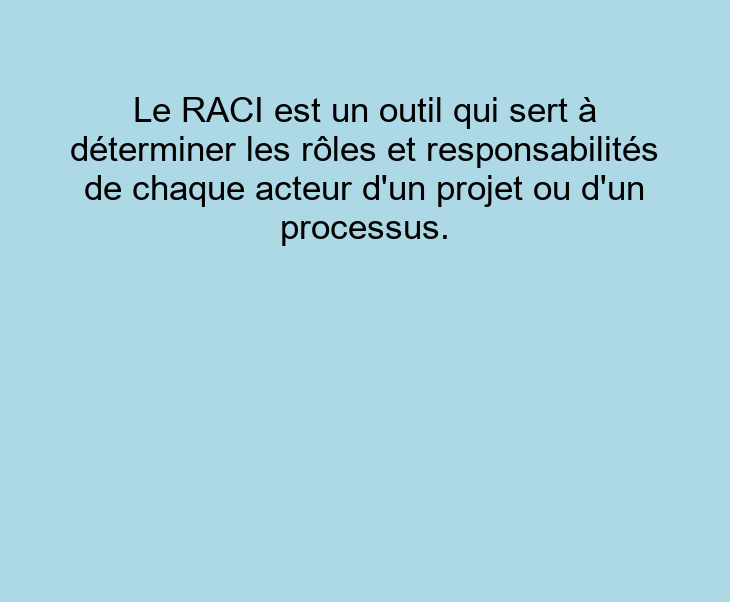 Le RACI est un outil qui sert à
déterminer les rôles et responsabilités
de chaque acteur d'un projet ou d'un
processus.